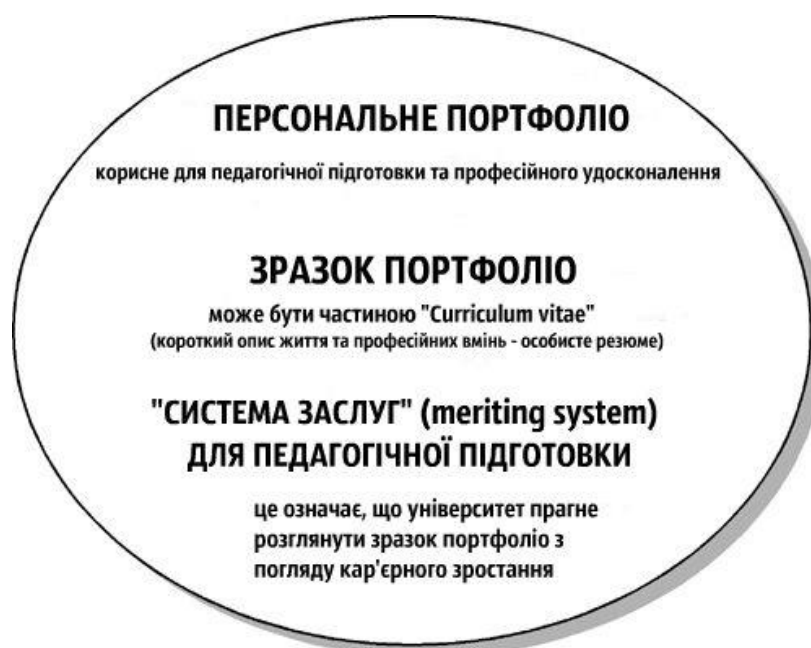 ПЕРСОНАЛЬНЕ ПОРТФОЛІО
корисне для педагогічної підготовки та професійного удосконалення
ЗРАЗОК ПОРТФОЛІО
може бути частиною "Curriculum vitae"
(короткий опис життя та професійних вмінь - особисте резюме)
"СИСТЕМА ЗАСЛУГ" (meriting system)
ДЛЯ ПЕДАГОГІЧНОЇ ПІДГОТОВКИ
це означає, що університет прагне
розглянути зразок портфоліо з
погляду кар'єрного зростання